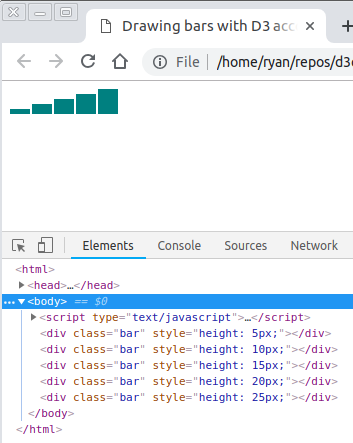 Drawing bars with D3 acc
File | /home/ryan/repos/d3
Elements Console Sources Network
<html>
<head>…</head>
<body> == $0
<script type="text/javascript">…</script>
<div class="bar" style="height: 5px;"></div>
<div class="bar" style="height: 10px;"></div>
<div class="bar" style="height: 15px;"></div>
<div class="bar" style="height: 20px;"></div>
<div class="bar" style="height: 25px;"></div>
</body>
</html>